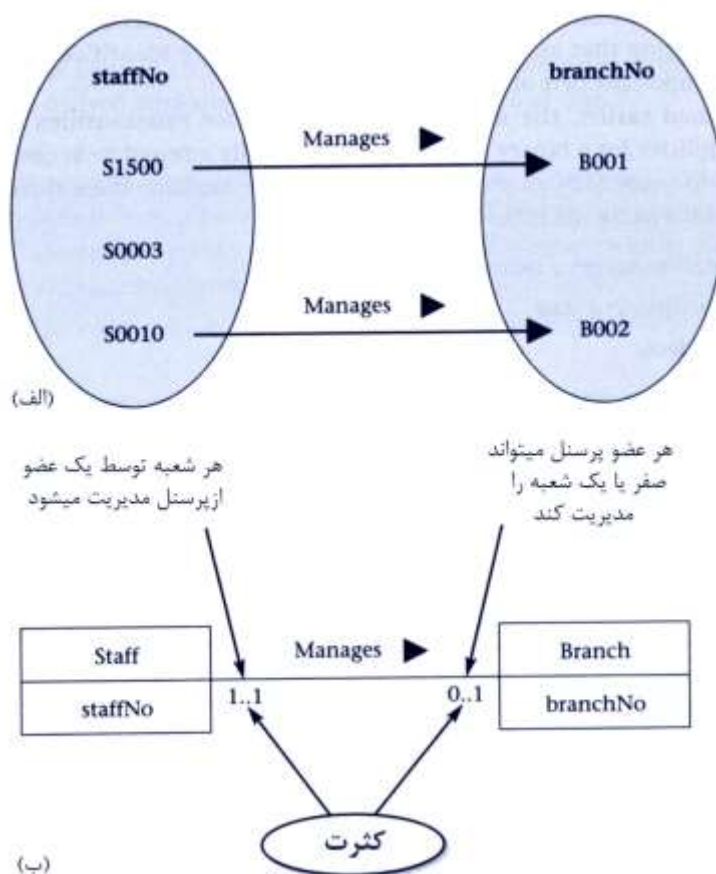 staffNo
branchNo
Manages
S1500
B001
S0003
Manages
S0010
B002
(الف)
هر شعبه توسط یک عضو
ازپرسنل مدیریت میشود
هر عضو پرسنل میتواند
صفر یا یک شعبه را
مدیریت کند
Staff
Manages
Branch
staffNo
1..1
0..1
branchNo
کثرت
(ب)